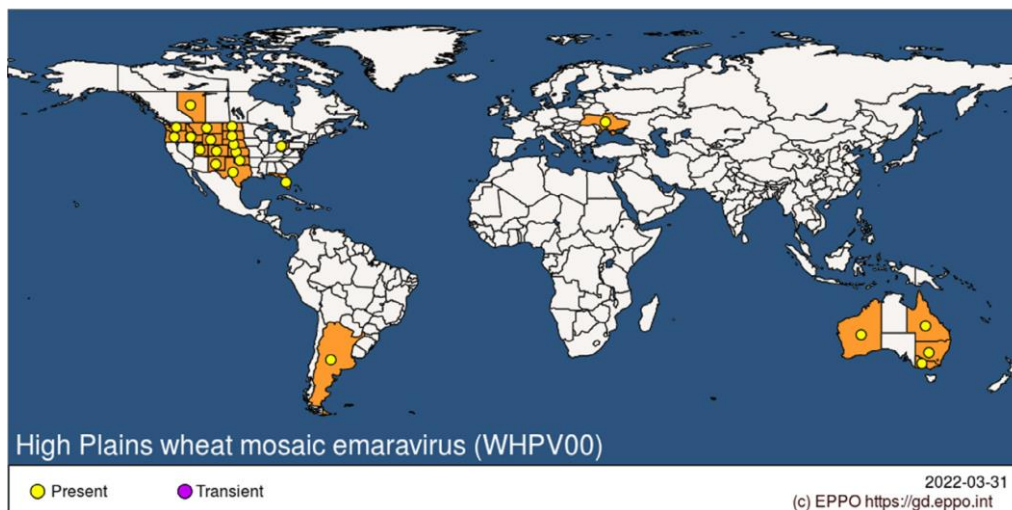 High Plains wheat mosaic emaravirus (WHPV00)
Present
Transient
2022-03-31
(c) EPPO https://gd.eppo.int